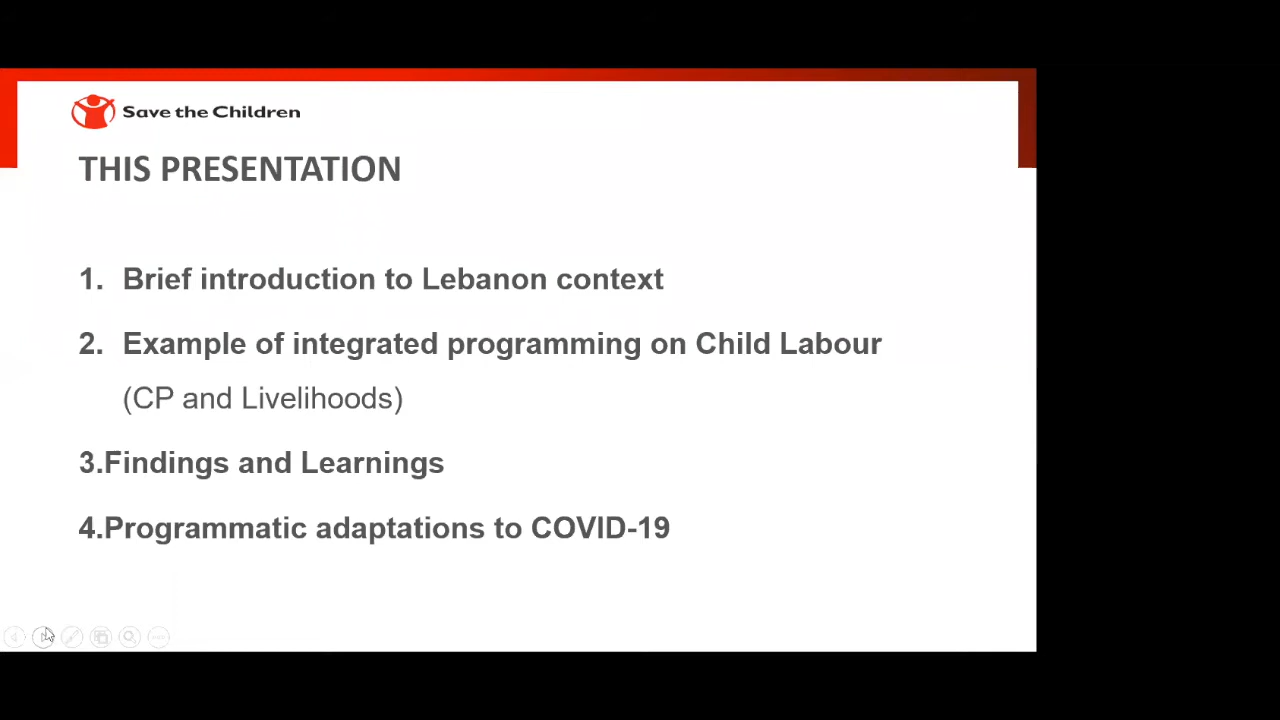 Save the Children
THIS PRESENTATION
1. Brief introduction to Lebanon context
2. Example of integrated programming on Child Labour
(CP and Livelihoods)
3.Findings and Learnings
4.Programmatic adaptations to COVID-19